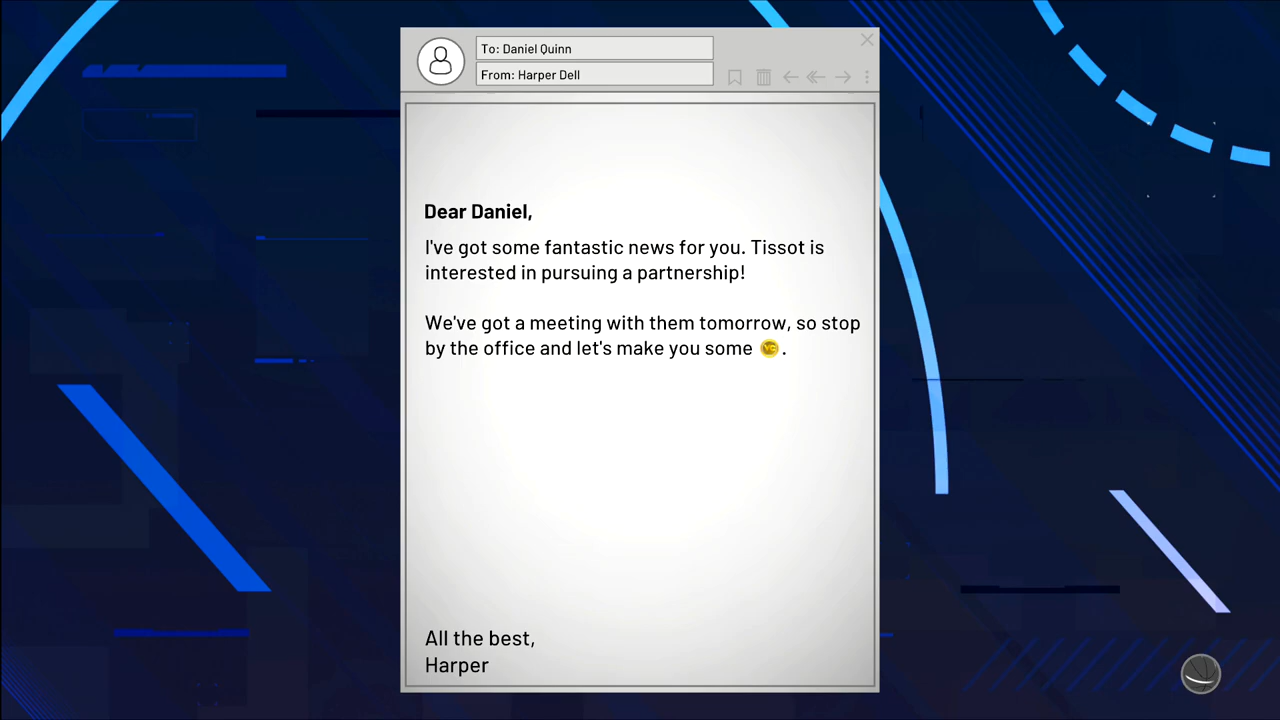 To: Daniel Quinn
From: Harper Dell
Dear Daniel,
I've got some fantastic news for you. Tissot is
interested in pursuing a partnership!
We've got a meeting with them tomorrow, so stop
by the office and let's make you some VC .
All the best,
Harper